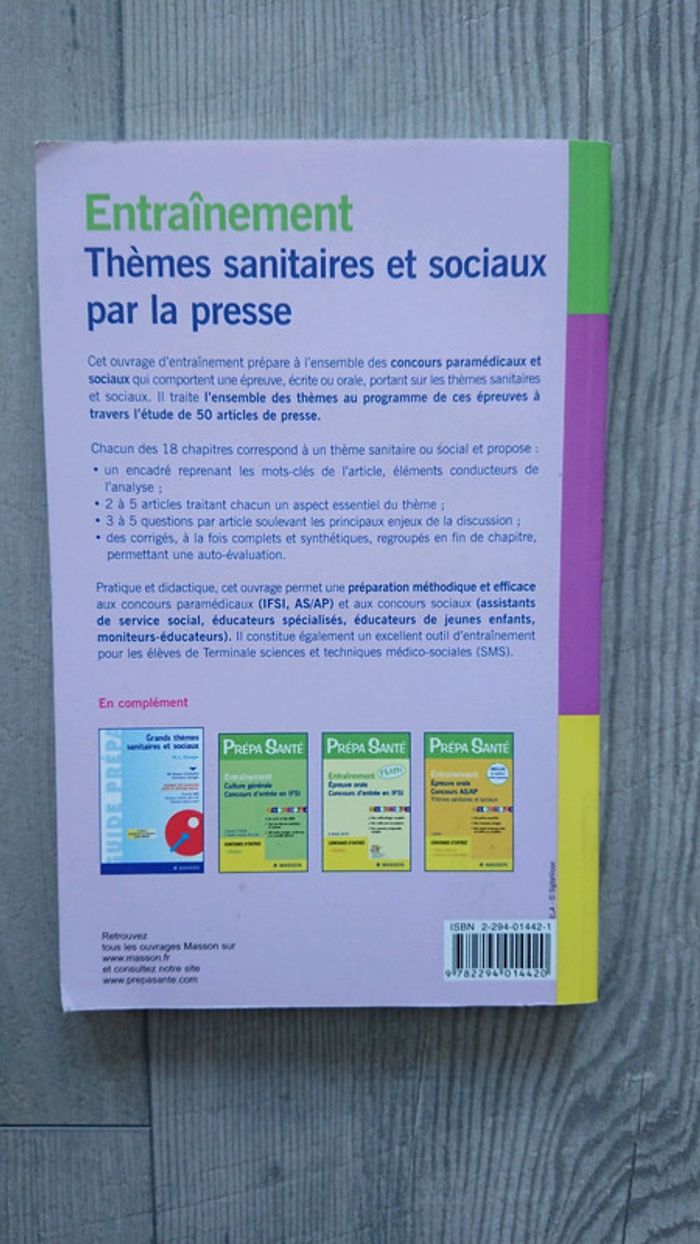 Entraînement
Thèmes sanitaires et sociaux
par la presse
Cet ouvrage d'entraînement prépare à l'ensemble des concours paramédicaux et
sociaux qui comportent une épreuve, écrite ou orale, portant sur les thèmes sanitaires
et sociaux. Il traite l'ensemble des thèmes au programme de ces épreuves à
travers l'étude de 50 articles de presse.
Chacun des 18 chapitres correspond à un thème sanitaire ou social et propose :
• un encadré reprenant les mots-clés de l'article, éléments conducteurs de
l'analyse ;
• 2 à 5 articles traitant chacun un aspect essentiel du thème ;
• 3 à 5 questions par article soulevant les principaux enjeux de la discussion ;
• des corrigés, à la fois complets et synthétiques, regroupés en fin de chapitre,
permettant une auto-évaluation.
Pratique et didactique, cet ouvrage permet une préparation méthodique et efficace
aux concours paramédicaux (IFSI, AS/AP) et aux concours sociaux (assistants
de service social, éducateurs spécialisés, éducateurs de jeunes enfants,
moniteurs-éducateurs). Il constitue également un excellent outil d'entraînement
pour les élèves de Terminale sciences et techniques médico-sociales (SMS).
En complément
GUIDE PRÉPA
Grands thèmes
sanitaires et sociaux
MASSON
PRÉPA SANTÉ
Entraînement
Culture générale
Concours d'entrée en IFSI
MASSON
PRÉPA SANTÉ
Entraînement
Épreuve orale
Concours d'entrée en IFSI
MASSON
PRÉPA SANTÉ
Entraînement
Épreuve orale
Concours AS/AP
Thèmes sanitaires et sociaux
MASSON
Retrouvez
tous les ouvrages Masson sur
www.masson.fr
et consultez notre site
www.prepasante.com
ISBN 2-294-01442-1
9 782294 014420